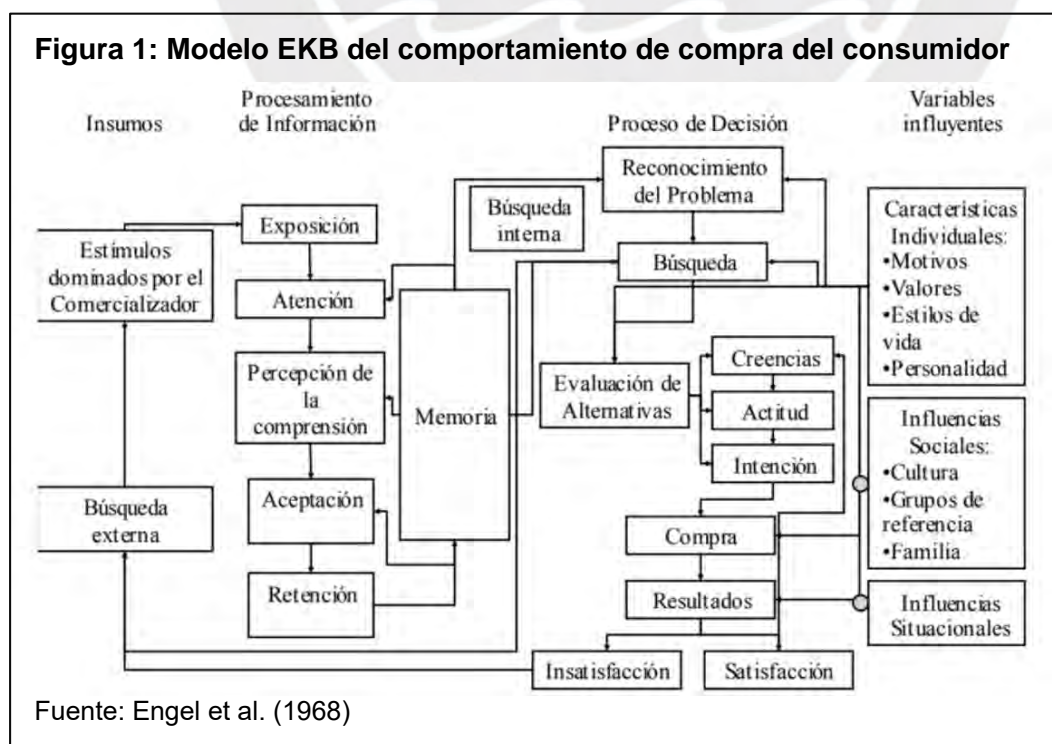 Figura 1: Modelo EKB del comportamiento de compra del consumidor
Insumos
Procesamiento
de Información
Proceso de Decisión
Variables
influyentes
Estímulos
dominados por el
Comercializador
Búsqueda
externa
Exposición
Atención
Percepción de
la
comprensión
Aceptación
Retención
Memoria
Búsqueda
interna
Reconocimiento
del Problema
Búsqueda
Evaluación de
Alternativas
Creencias
Actitud
Intención
Compra
Resultados
Insatisfacción
Satisfacción
Características
Individuales:
•Motivos
•Valores
•Estilos de
vida
•Personalidad
Influencias
Sociales:
•Cultura
•Grupos de
referencia
•Familia
Influencias
Situacionales
Fuente: Engel et al. (1968)